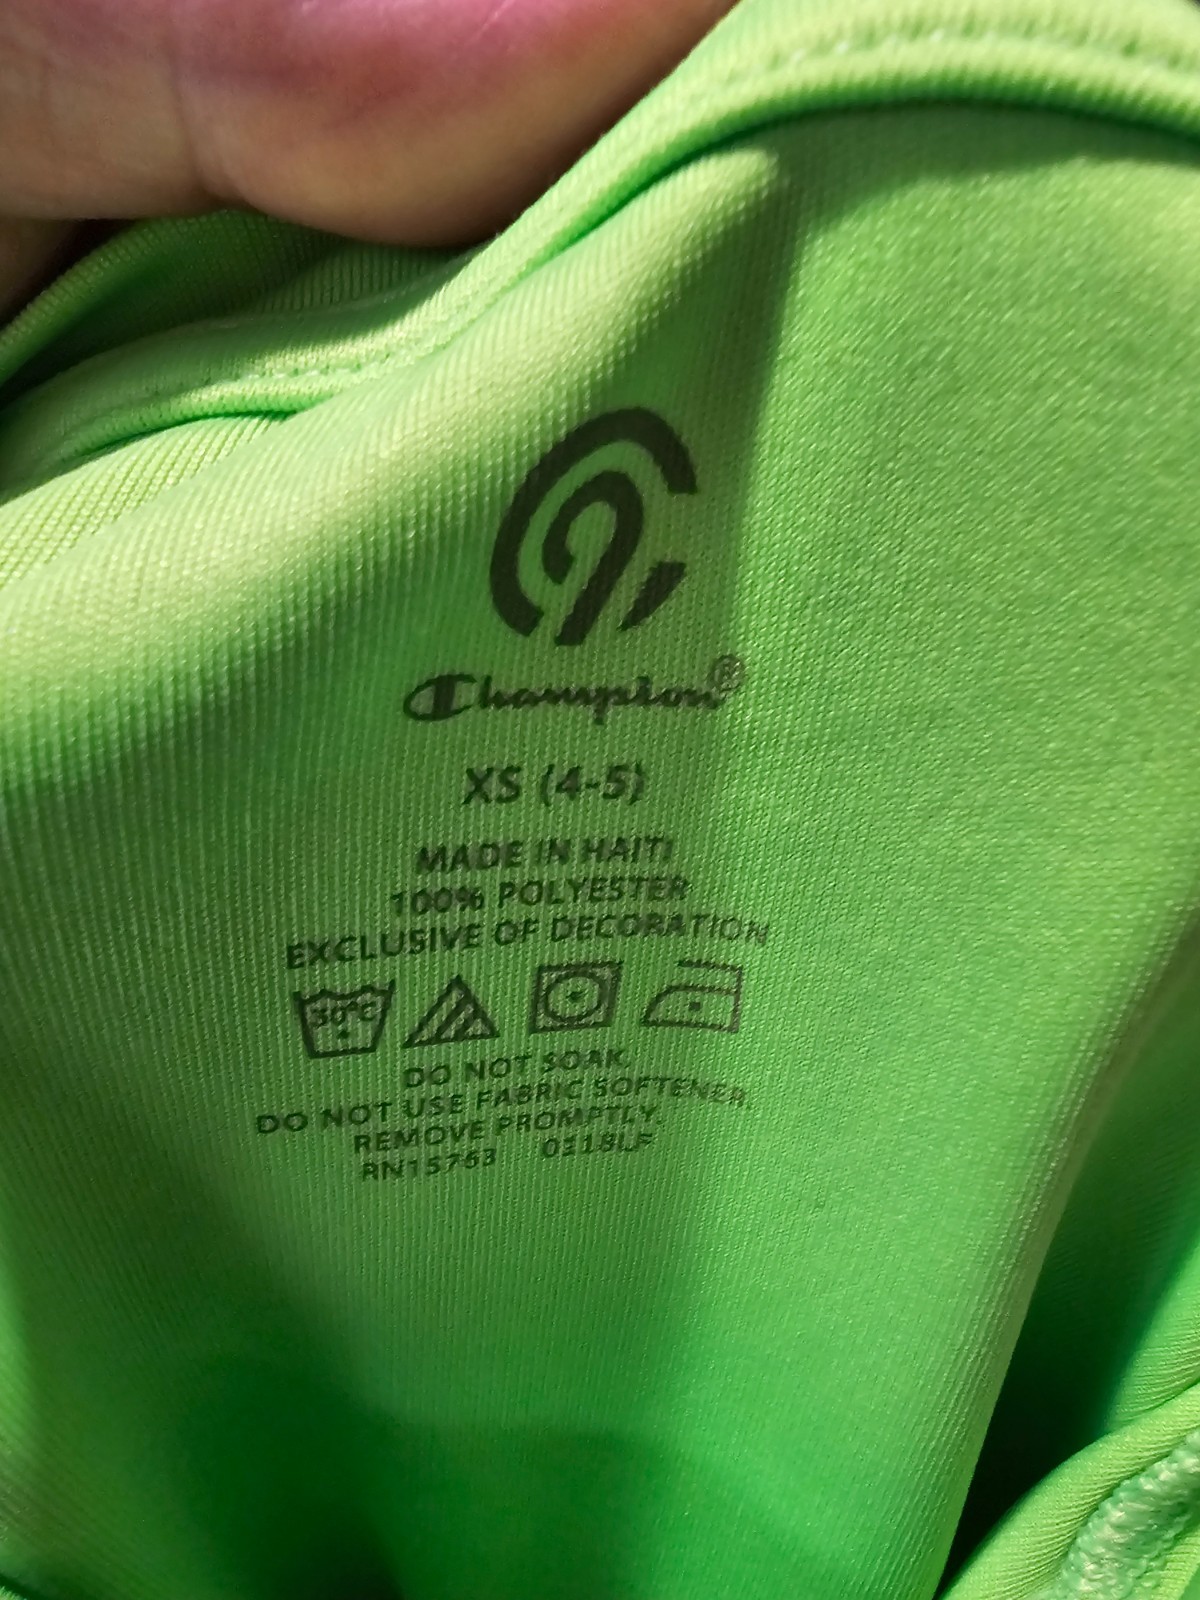 Champion®
XS (4-5)
MADE IN HAITI
100% POLYESTER
EXCLUSIVE OF DECORATION
30°C
DO NOT SOAK.
DO NOT USE FABRIC SOFTENER.
REMOVE PROMPTLY.
RN15763 0118LF